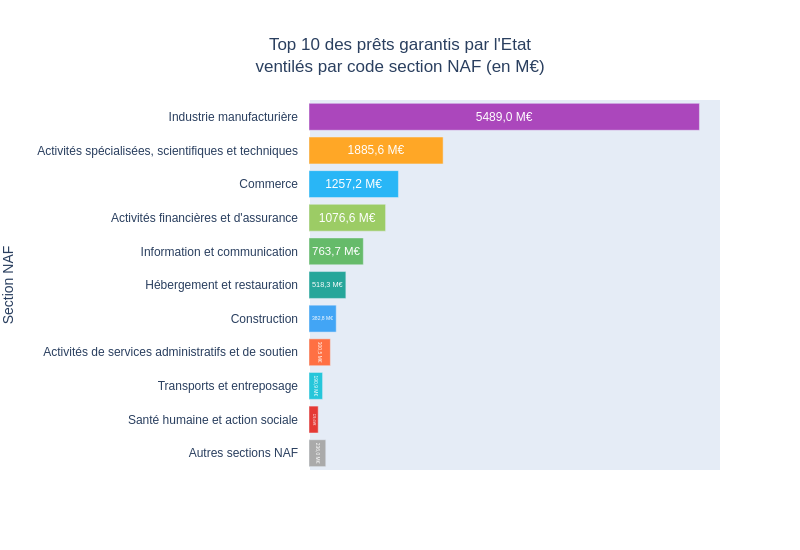 Top 10 des prêts garantis par l'Etat
ventilés par code section NAF (en M€)
Section NAF
Industrie manufacturière
5489,0 M€
Activités spécialisées, scientifiques et techniques
1885,6 M€
Commerce
1257,2 M€
Activités financières et d'assurance
1076,6 M€
Information et communication
763,7 M€
Hébergement et restauration
518,3 M€
Construction
Activités de services administratifs et de soutien
Transports et entreposage
Santé humaine et action sociale
Autres sections NAF